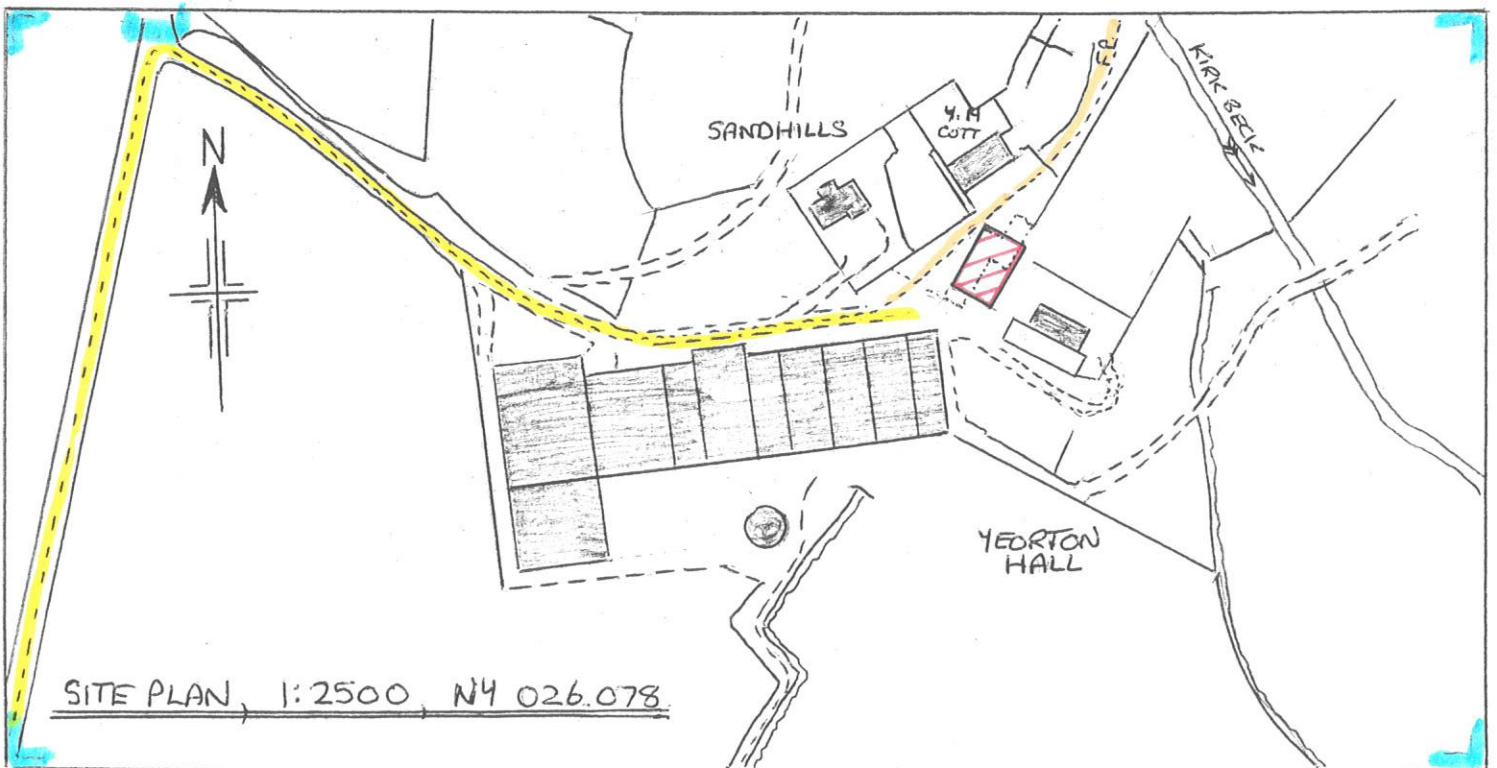 N
SANDHILLS
Y.H
COTT
F.P.
KIRK BECK
YEORTON
HALL
SITE PLAN, 1:2500, NY 026.078